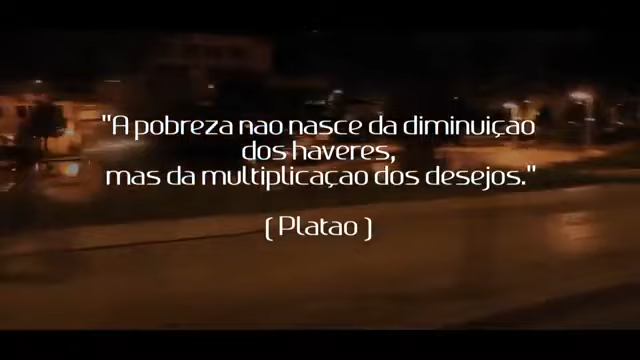 "A pobreza nao nasce da diminuiçao
dos haveres,
mas da multiplicaçao dos desejos."
( Platao )